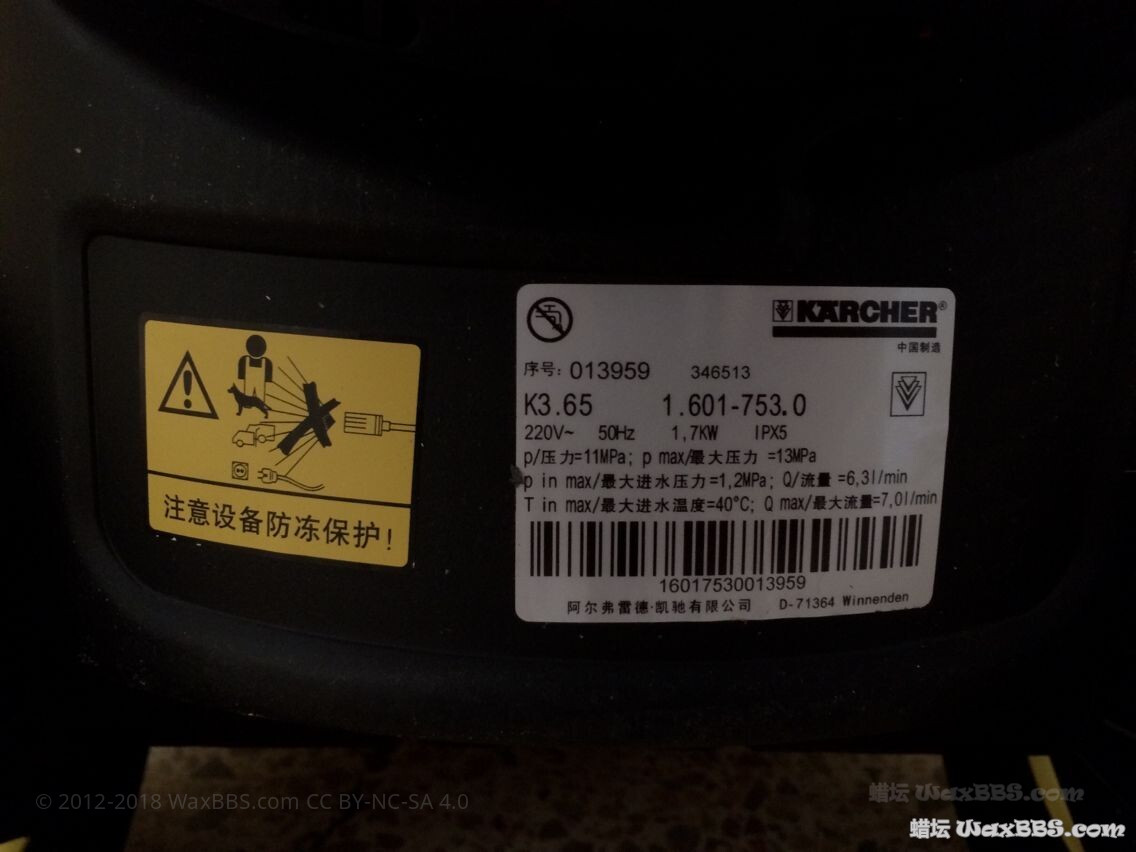 注意设备防冻保护!
KÄRCHER®
中国制造
序号: 013959 346513
K3.65 1.601-753.0
220V~ 50Hz 1,7KW IPX5
p/压力=11MPa; p max/最大压力 =13MPa
p in max/最大进水压力=1,2MPa; Q/流量 =6,3l/min
T in max/最大进水温度=40°C; Q max/最大流量=7,0l/min
16017530013959
阿尔弗雷德·凯驰有限公司 D-71364 Winnenden
© 2012-2018 WaxBBS.com CC BY-NC-SA 4.0
蜡坛 WaxBBS.com
蜡坛 WaxBBS.com